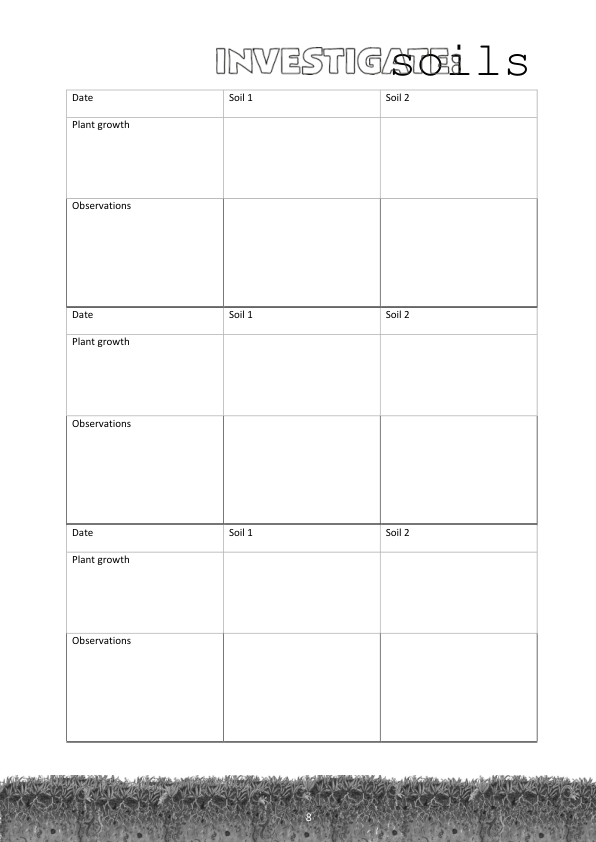 INVESTIGATE: soils
Date Soil 1 Soil 2
Plant growth
Observations
Date Soil 1 Soil 2
Plant growth
Observations
Date Soil 1 Soil 2
Plant growth
Observations
8